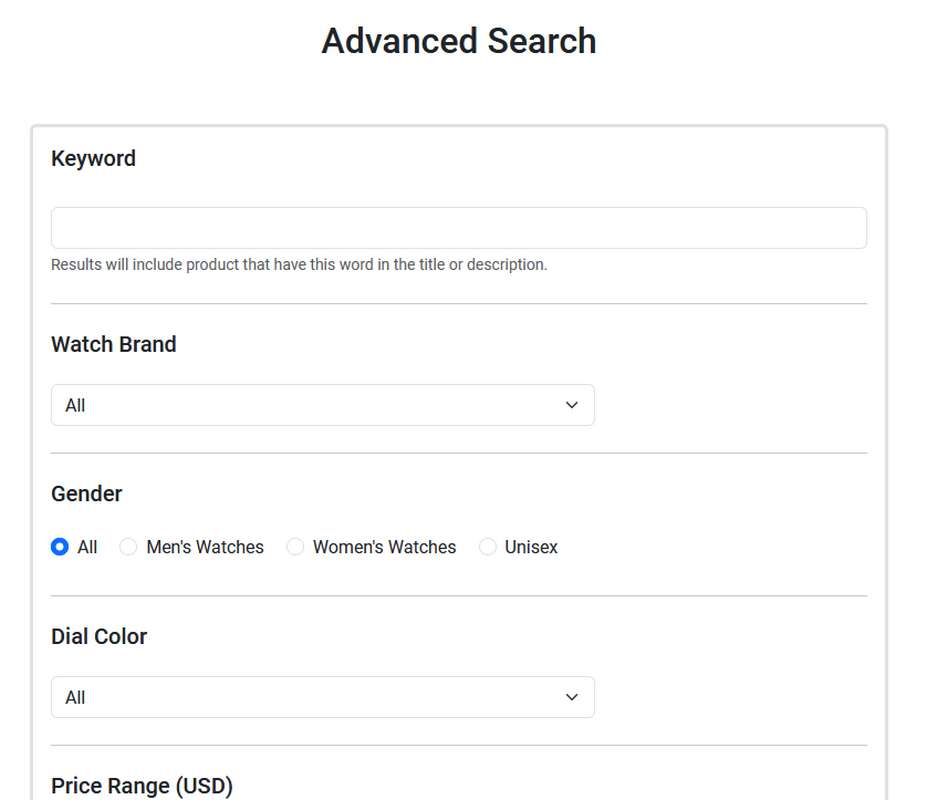 Advanced Search
Keyword
Results will include product that have this word in the title or description.
Watch Brand
All
Gender
All Men's Watches Women's Watches Unisex
Dial Color
All
Price Range (USD)